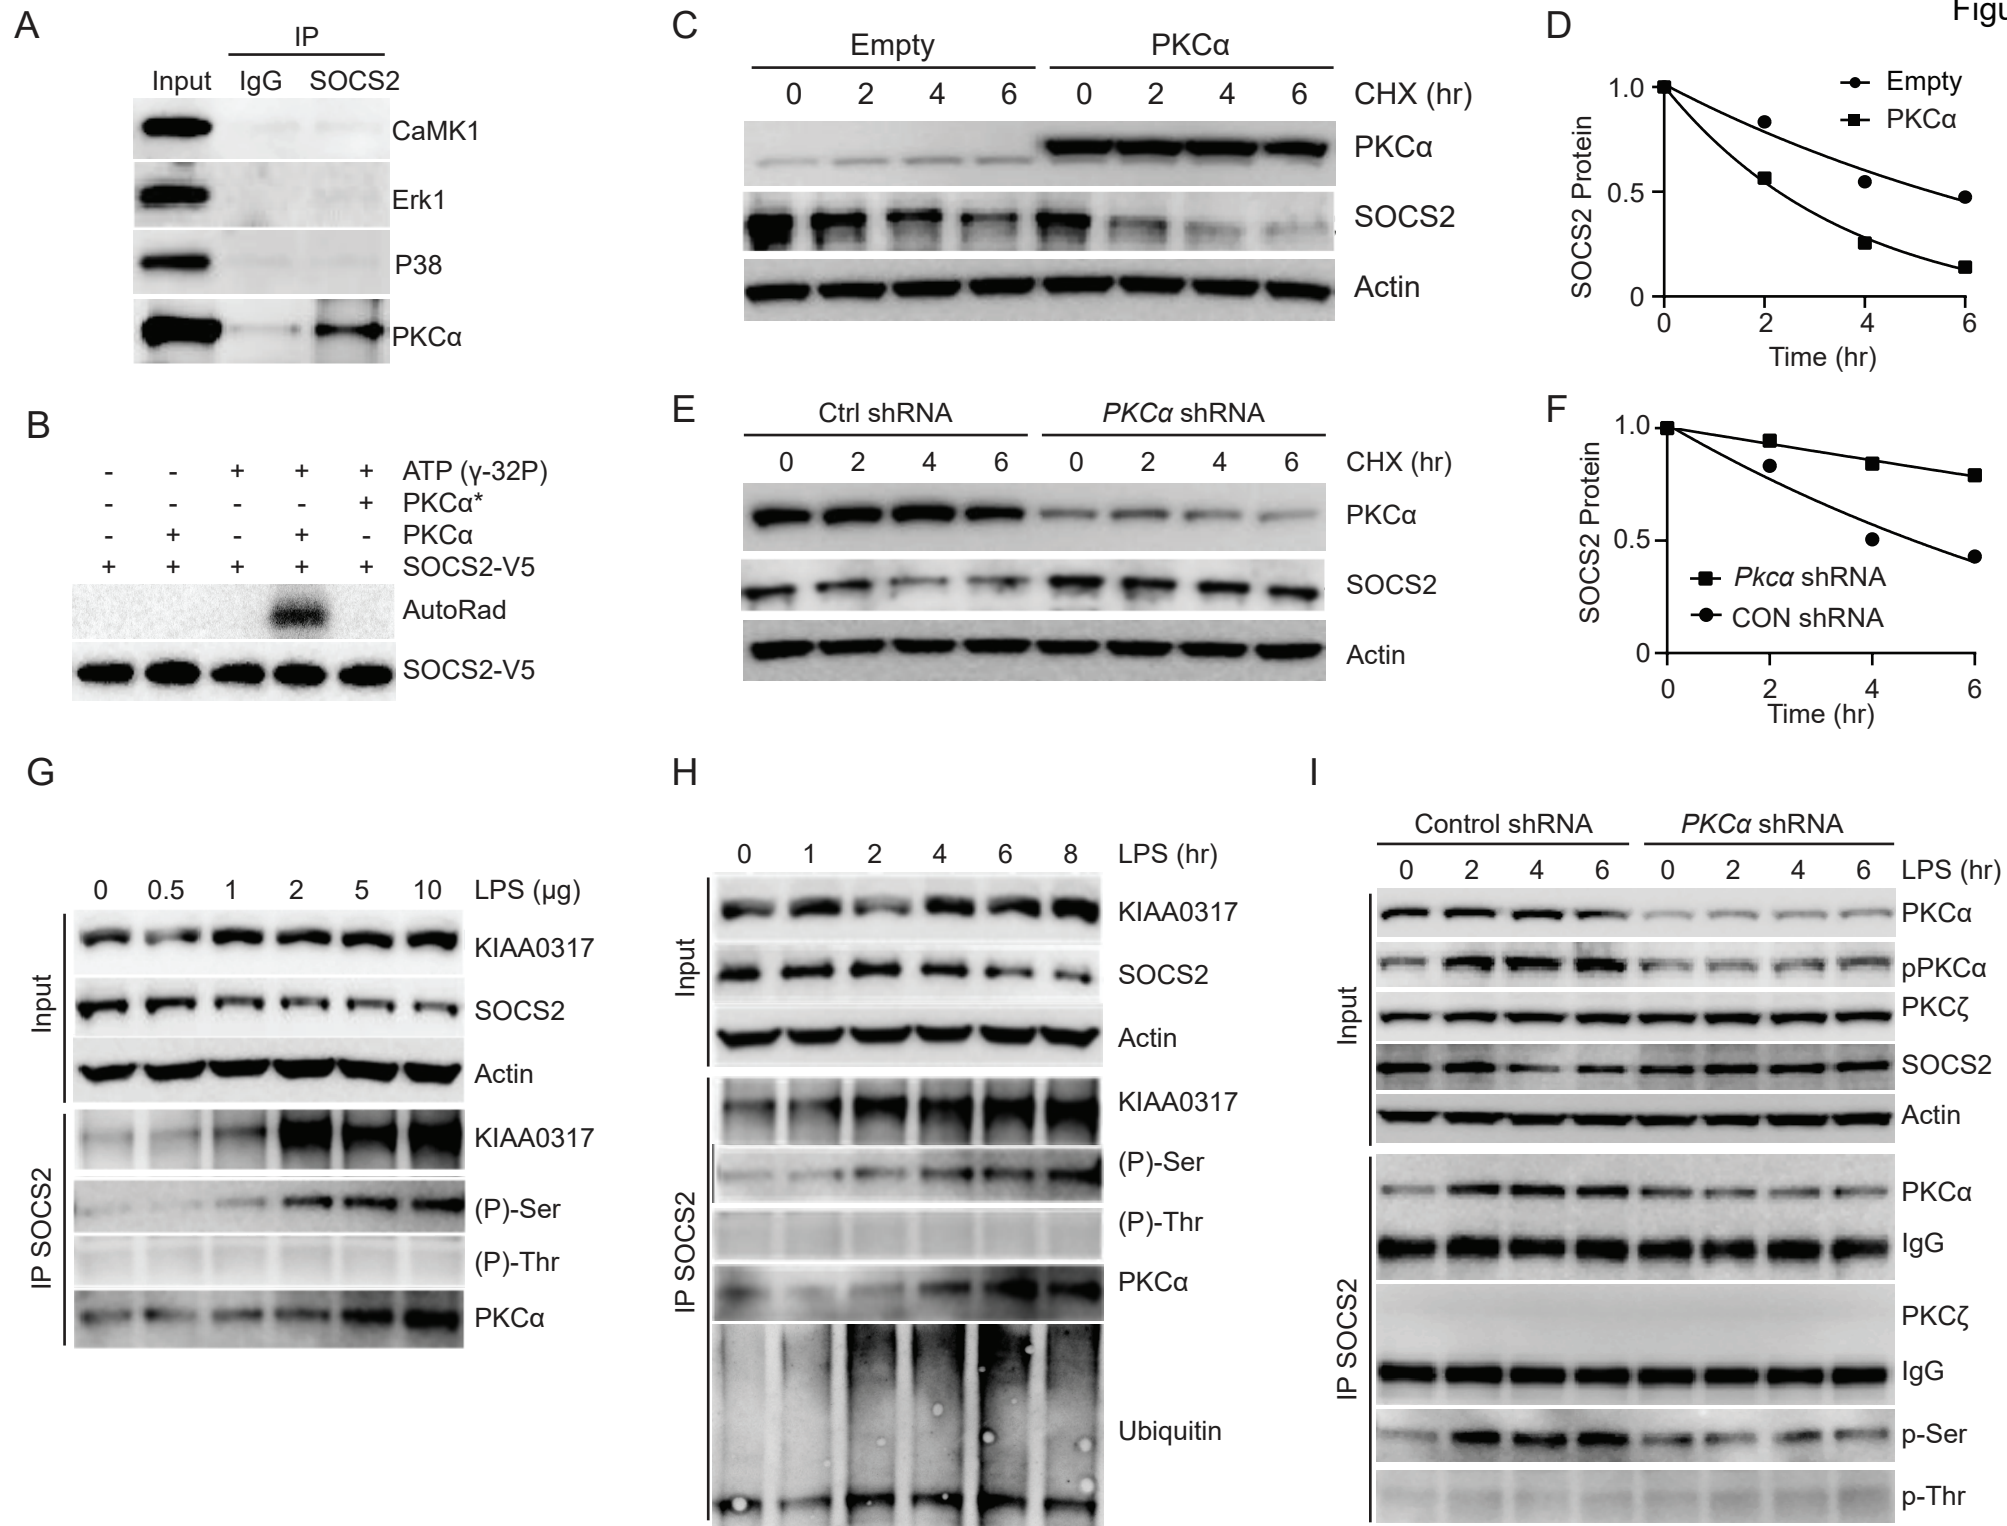 Figu
A
IP
Input IgG SOCS2
CaMK1
Erk1
P38
PKCα
B
- - + + + ATP (γ-32P)
- - - - + PKCα*
- + - + - PKCα
+ + + + + SOCS2-V5
AutoRad
SOCS2-V5
C
Empty PKCα
0 2 4 6 0 2 4 6 CHX (hr)
PKCα
SOCS2
Actin
D
Empty
PKCα
SOCS2 Protein
1.0
0.5
0
0 2 4 6
Time (hr)
E
Ctrl shRNA PKCα shRNA
0 2 4 6 0 2 4 6 CHX (hr)
PKCα
SOCS2
Actin
F
SOCS2 Protein
1.0
0.5
0
Pkcα shRNA
CON shRNA
0 2 4 6
Time (hr)
G
0 0.5 1 2 5 10 LPS (µg)
Input
KIAA0317
SOCS2
Actin
IP SOCS2
KIAA0317
(P)-Ser
(P)-Thr
PKCα
H
0 1 2 4 6 8 LPS (hr)
Input
KIAA0317
SOCS2
Actin
IP SOCS2
KIAA0317
(P)-Ser
(P)-Thr
PKCα
Ubiquitin
I
Control shRNA PKCα shRNA
0 2 4 6 0 2 4 6 LPS (hr)
Input
PKCα
pPKCα
PKCζ
SOCS2
Actin
IP SOCS2
PKCα
IgG
PKCζ
IgG
p-Ser
p-Thr